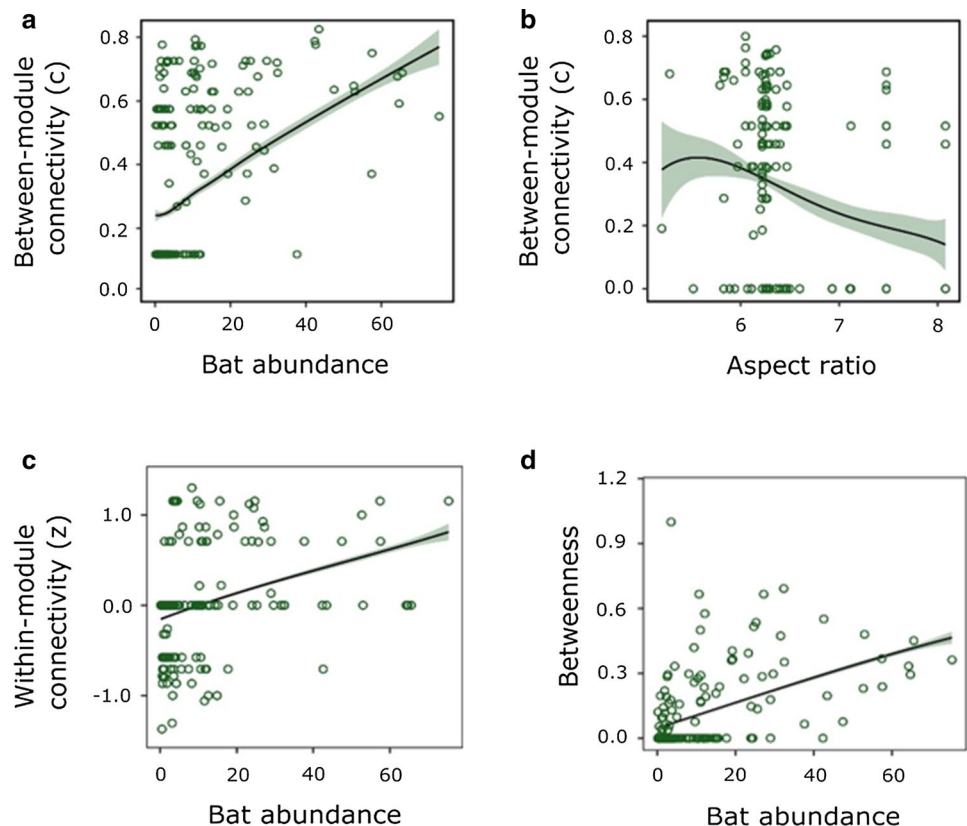 a
Between-module
connectivity (c)
0.8
0.6
0.4
0.2
0.0
0 20 40 60
Bat abundance
b
Between-module
connectivity (c)
0.8
0.6
0.4
0.2
0.0
6 7 8
Aspect ratio
c
Within-module
connectivity (z)
1.0
0.0
-1.0
0 20 40 60
Bat abundance
d
Betweenness
1.2
0.9
0.6
0.3
0.0
0 20 40 60
Bat abundance